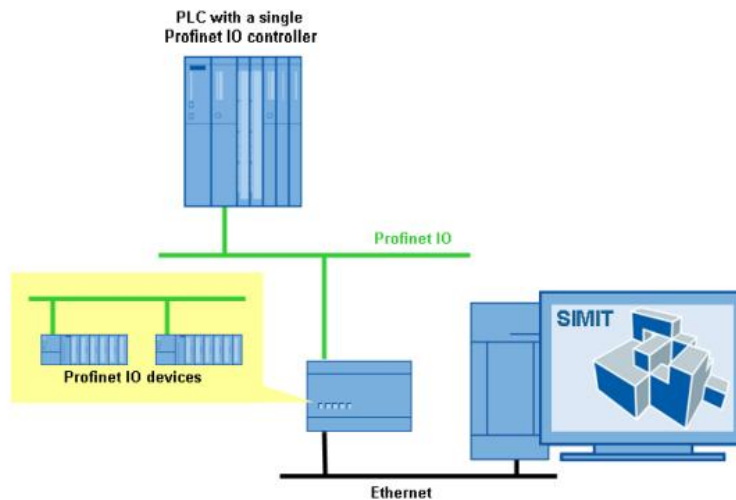 PLC with a single
Profinet IO controller
Profinet IO
SIMIT
Profinet IO devices
Ethernet